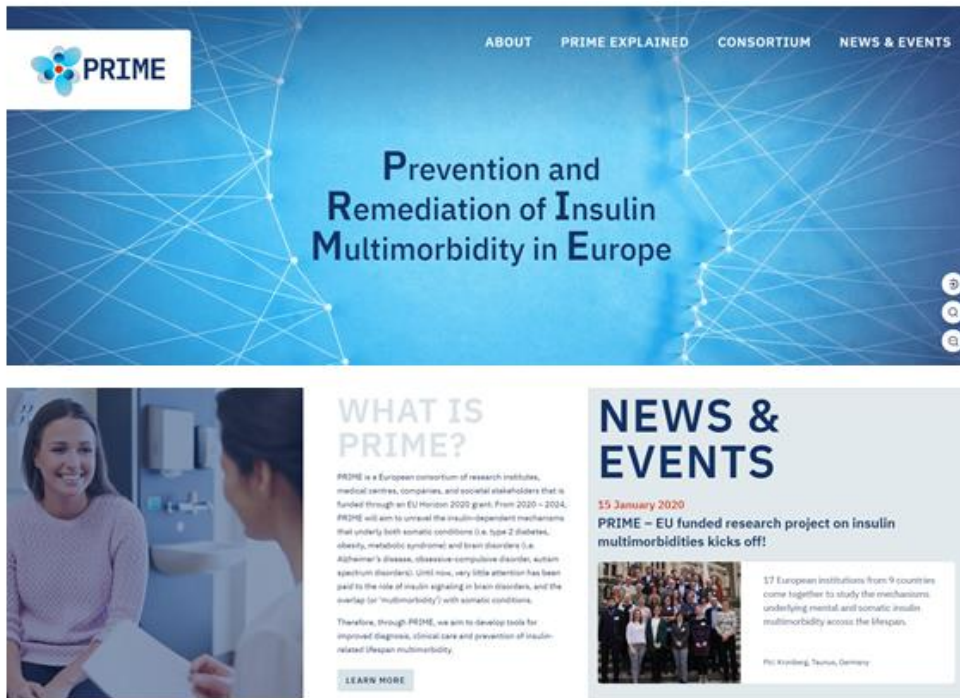 PRIME
ABOUT
PRIME EXPLAINED
CONSORTIUM
NEWS & EVENTS
Prevention and
Remediation of Insulin
Multimorbidity in Europe
WHAT IS
PRIME?
PRIME is a European consortium of research institutes,
medical centres, companies, and societal stakeholders that is
funded through an EU Horizon 2020 grant. From 2020 – 2024,
PRIME will aim to unravel the insulin-dependent mechanisms
that underly both somatic conditions (i.e. type 2 diabetes,
obesity, metabolic syndrome) and brain disorders (i.e.
Alzheimer's disease, obsessive-compulsive disorder, autism
spectrum disorders). Until now, very little attention has been
paid to the role of insulin signaling in brain disorders, and the
overlap (or 'multimorbidity') with somatic conditions.
Therefore, through PRIME, we aim to develop tools for
improved diagnosis, clinical care and prevention of insulin-
related lifespan multimorbidity.
LEARN MORE
NEWS &
EVENTS
15 January 2020
PRIME – EU funded research project on insulin
multimorbidities kicks off!
17 European institutions from 9 countries
come together to study the mechanisms
underlying mental and somatic insulin
multimorbidity across the lifespan.
Pic: Kronberg, Taunus, Germany